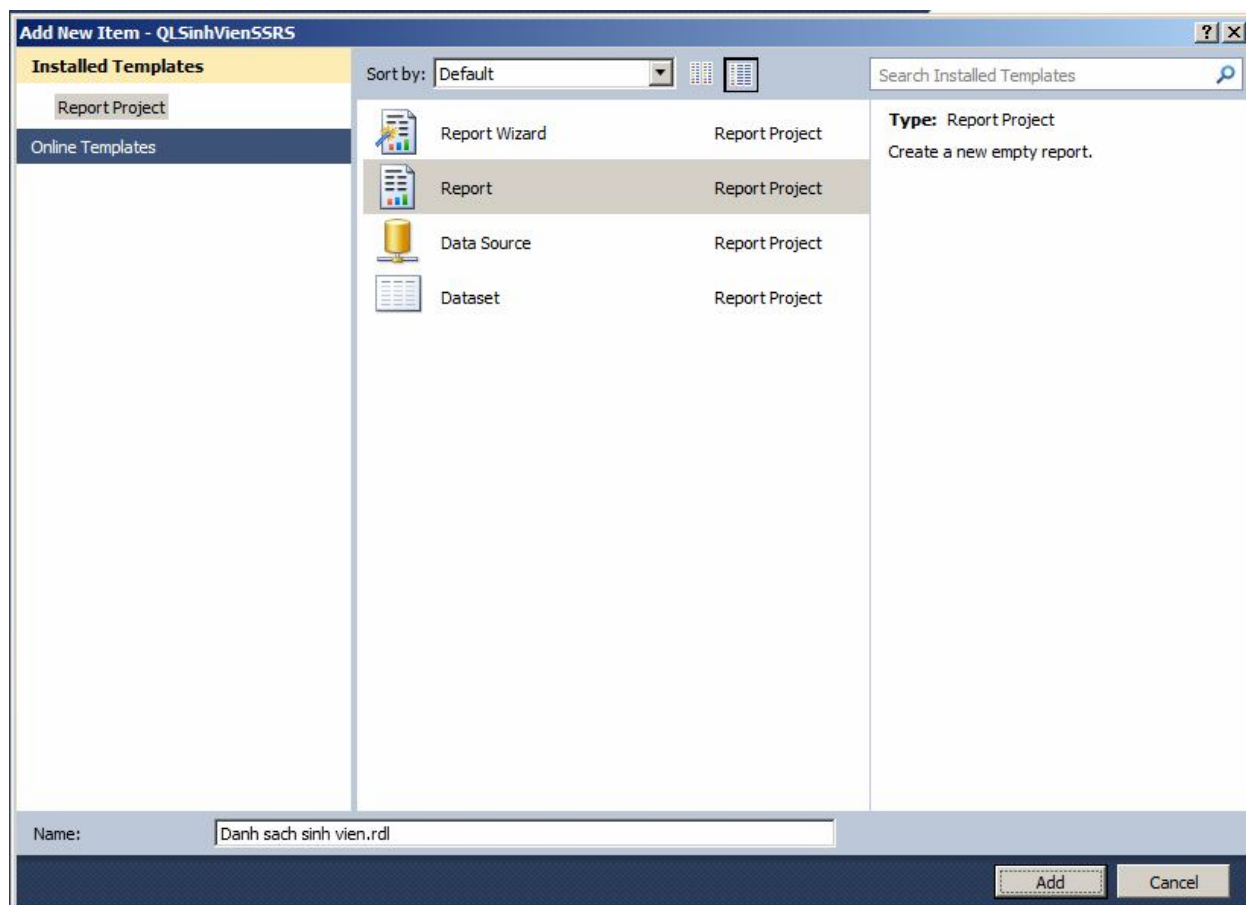 Add New Item - QLSinhVienSSRS
Installed Templates
Report Project
Online Templates
Sort by: Default
Search Installed Templates
Report Wizard Report Project
Report Report Project
Data Source Report Project
Dataset Report Project
Type: Report Project
Create a new empty report.
Name: Danh sach sinh vien.rdl
Add Cancel